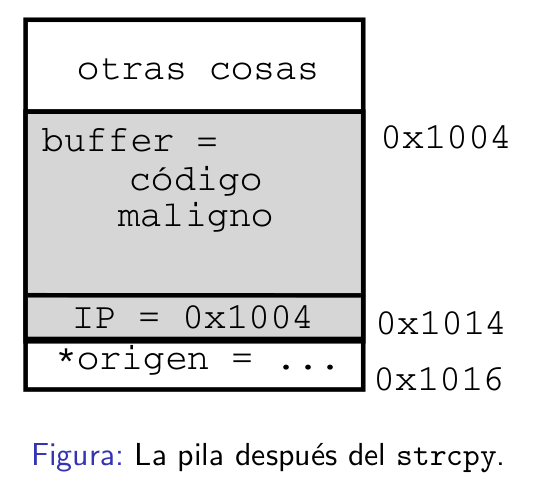 otras cosas
buffer =
0x1004
código
maligno
IP = 0x1004
0x1014
*origen = ...
0x1016
Figura: La pila después del strcpy.